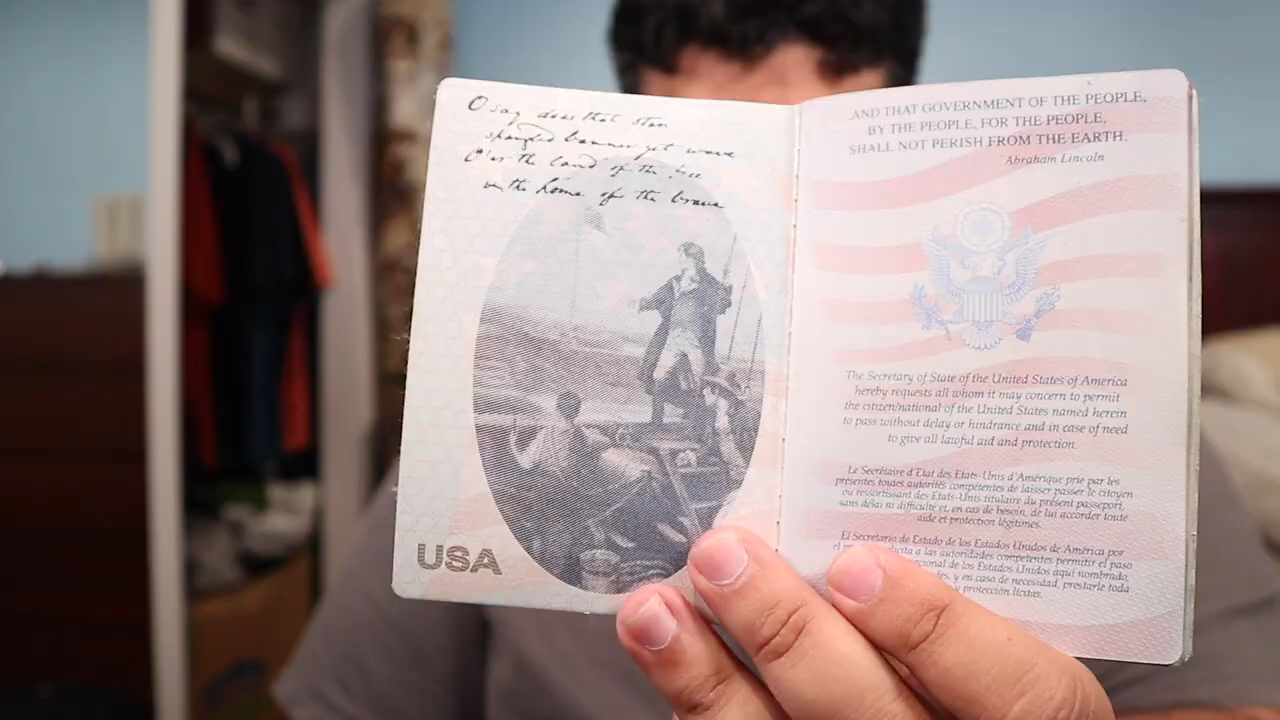 O say does that star
spangled banner yet wave
O'er the land of the free
the home of the brave
USA
AND THAT GOVERNMENT OF THE PEOPLE,
BY THE PEOPLE, FOR THE PEOPLE,
SHALL NOT PERISH FROM THE EARTH.
Abraham Lincoln
The Secretary of State of the United States of America
hereby requests all whom it may concern to permit
the citizen/national of the United States named herein
to pass without delay or hindrance and in case of need
to give all lawful aid and protection.
Le Secrétaire d'Etat des Etats-Unis d'Amérique prie par les
présentes toutes autorités compétentes de laisser passer le citoyen
ou ressortissant des Etats-Unis titulaire du présent passeport,
sans délai ni difficulté et, en cas de besoin, de lui accorder toute
aide et protection légitimes.
El Secretario de Estado de los Estados Unidos de América por
el a las autoridades competentes permitir el paso
de los Estados Unidos aquí nombrado,
y en caso de necesidad, prestarle toda
y protección lícitas.